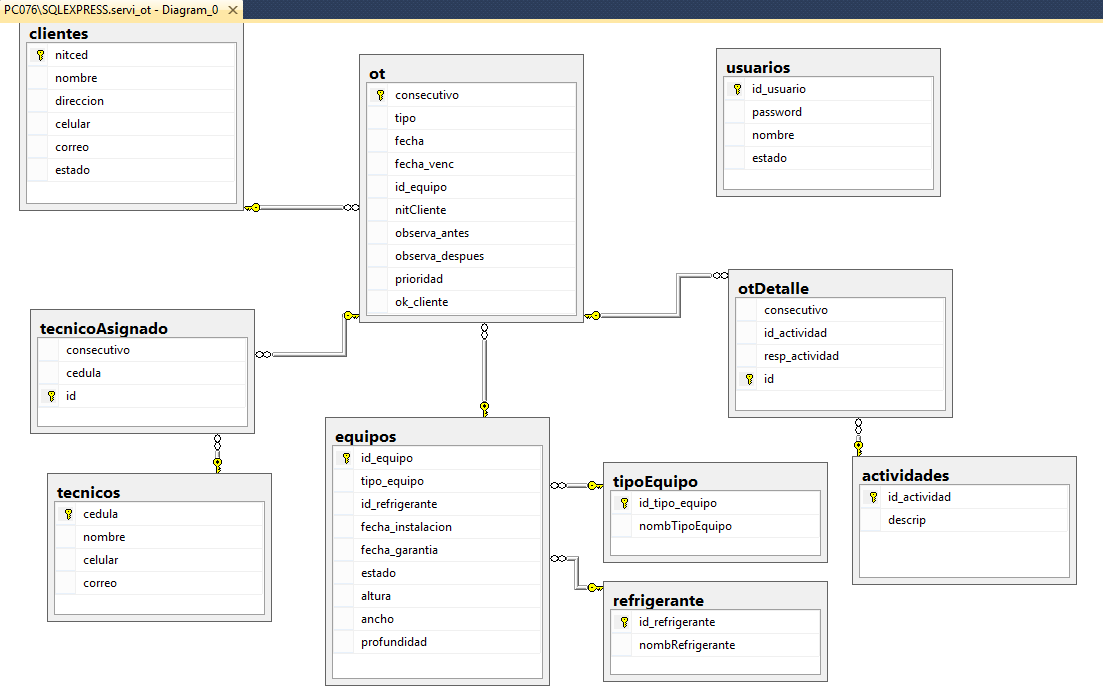 PC076\SQLEXPRESS.servi_ot - Diagram_0
clientes
nitced
nombre
direccion
celular
correo
estado
ot
consecutivo
tipo
fecha
fecha_venc
id_equipo
nitCliente
observa_antes
observa_despues
prioridad
ok_cliente
usuarios
id_usuario
password
nombre
estado
tecnicoAsignado
consecutivo
cedula
id
otDetalle
consecutivo
id_actividad
resp_actividad
id
tecnicos
cedula
nombre
celular
correo
equipos
id_equipo
tipo_equipo
id_refrigerante
fecha_instalacion
fecha_garantia
estado
altura
ancho
profundidad
tipoEquipo
id_tipo_equipo
nombTipoEquipo
actividades
id_actividad
descrip
refrigerante
id_refrigerante
nombRefrigerante